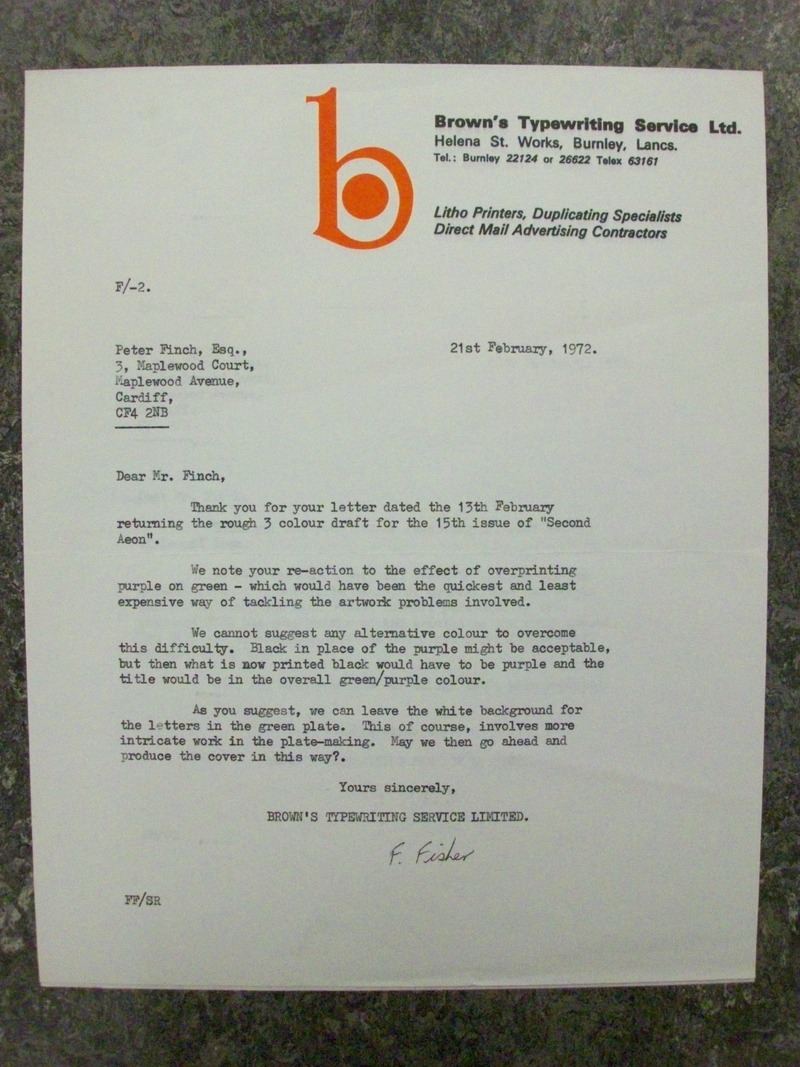 b
Brown's Typewriting Service Ltd.
Helena St. Works, Burnley, Lancs.
Tel.: Burnley 22124 or 26622 Telex 63161
Litho Printers, Duplicating Specialists
Direct Mail Advertising Contractors
F/-2.
Peter Finch, Esq., 21st February, 1972.
3, Maplewood Court,
Maplewood Avenue,
Cardiff,
CF4 2NB
Dear Mr. Finch,
Thank you for your letter dated the 13th February
returning the rough 3 colour draft for the 15th issue of "Second
Aeon".
We note your re-action to the effect of overprinting
purple on green - which would have been the quickest and least
expensive way of tackling the artwork problems involved.
We cannot suggest any alternative colour to overcome
this difficulty. Black in place of the purple might be acceptable,
but then what is now printed black would have to be purple and the
title would be in the overall green/purple colour.
As you suggest, we can leave the white background for
the letters in the green plate. This of course, involves more
intricate work in the plate-making. May we then go ahead and
produce the cover in this way?.
Yours sincerely,
BROWN'S TYPEWRITING SERVICE LIMITED.
F. Fisher
FF/SR